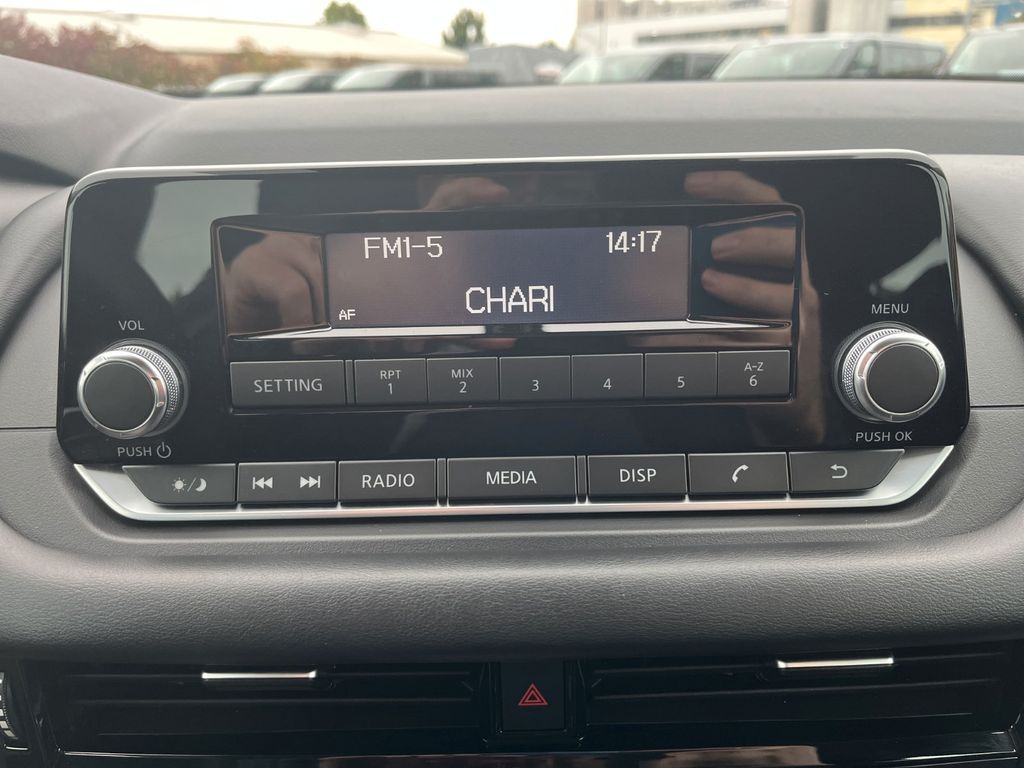 FM1-5 14:17
CHARI
AF
VOL
MENU
SETTING RPT 1 MIX 2 3 4 5 A-Z 6
PUSH
PUSH OK
RADIO MEDIA DISP